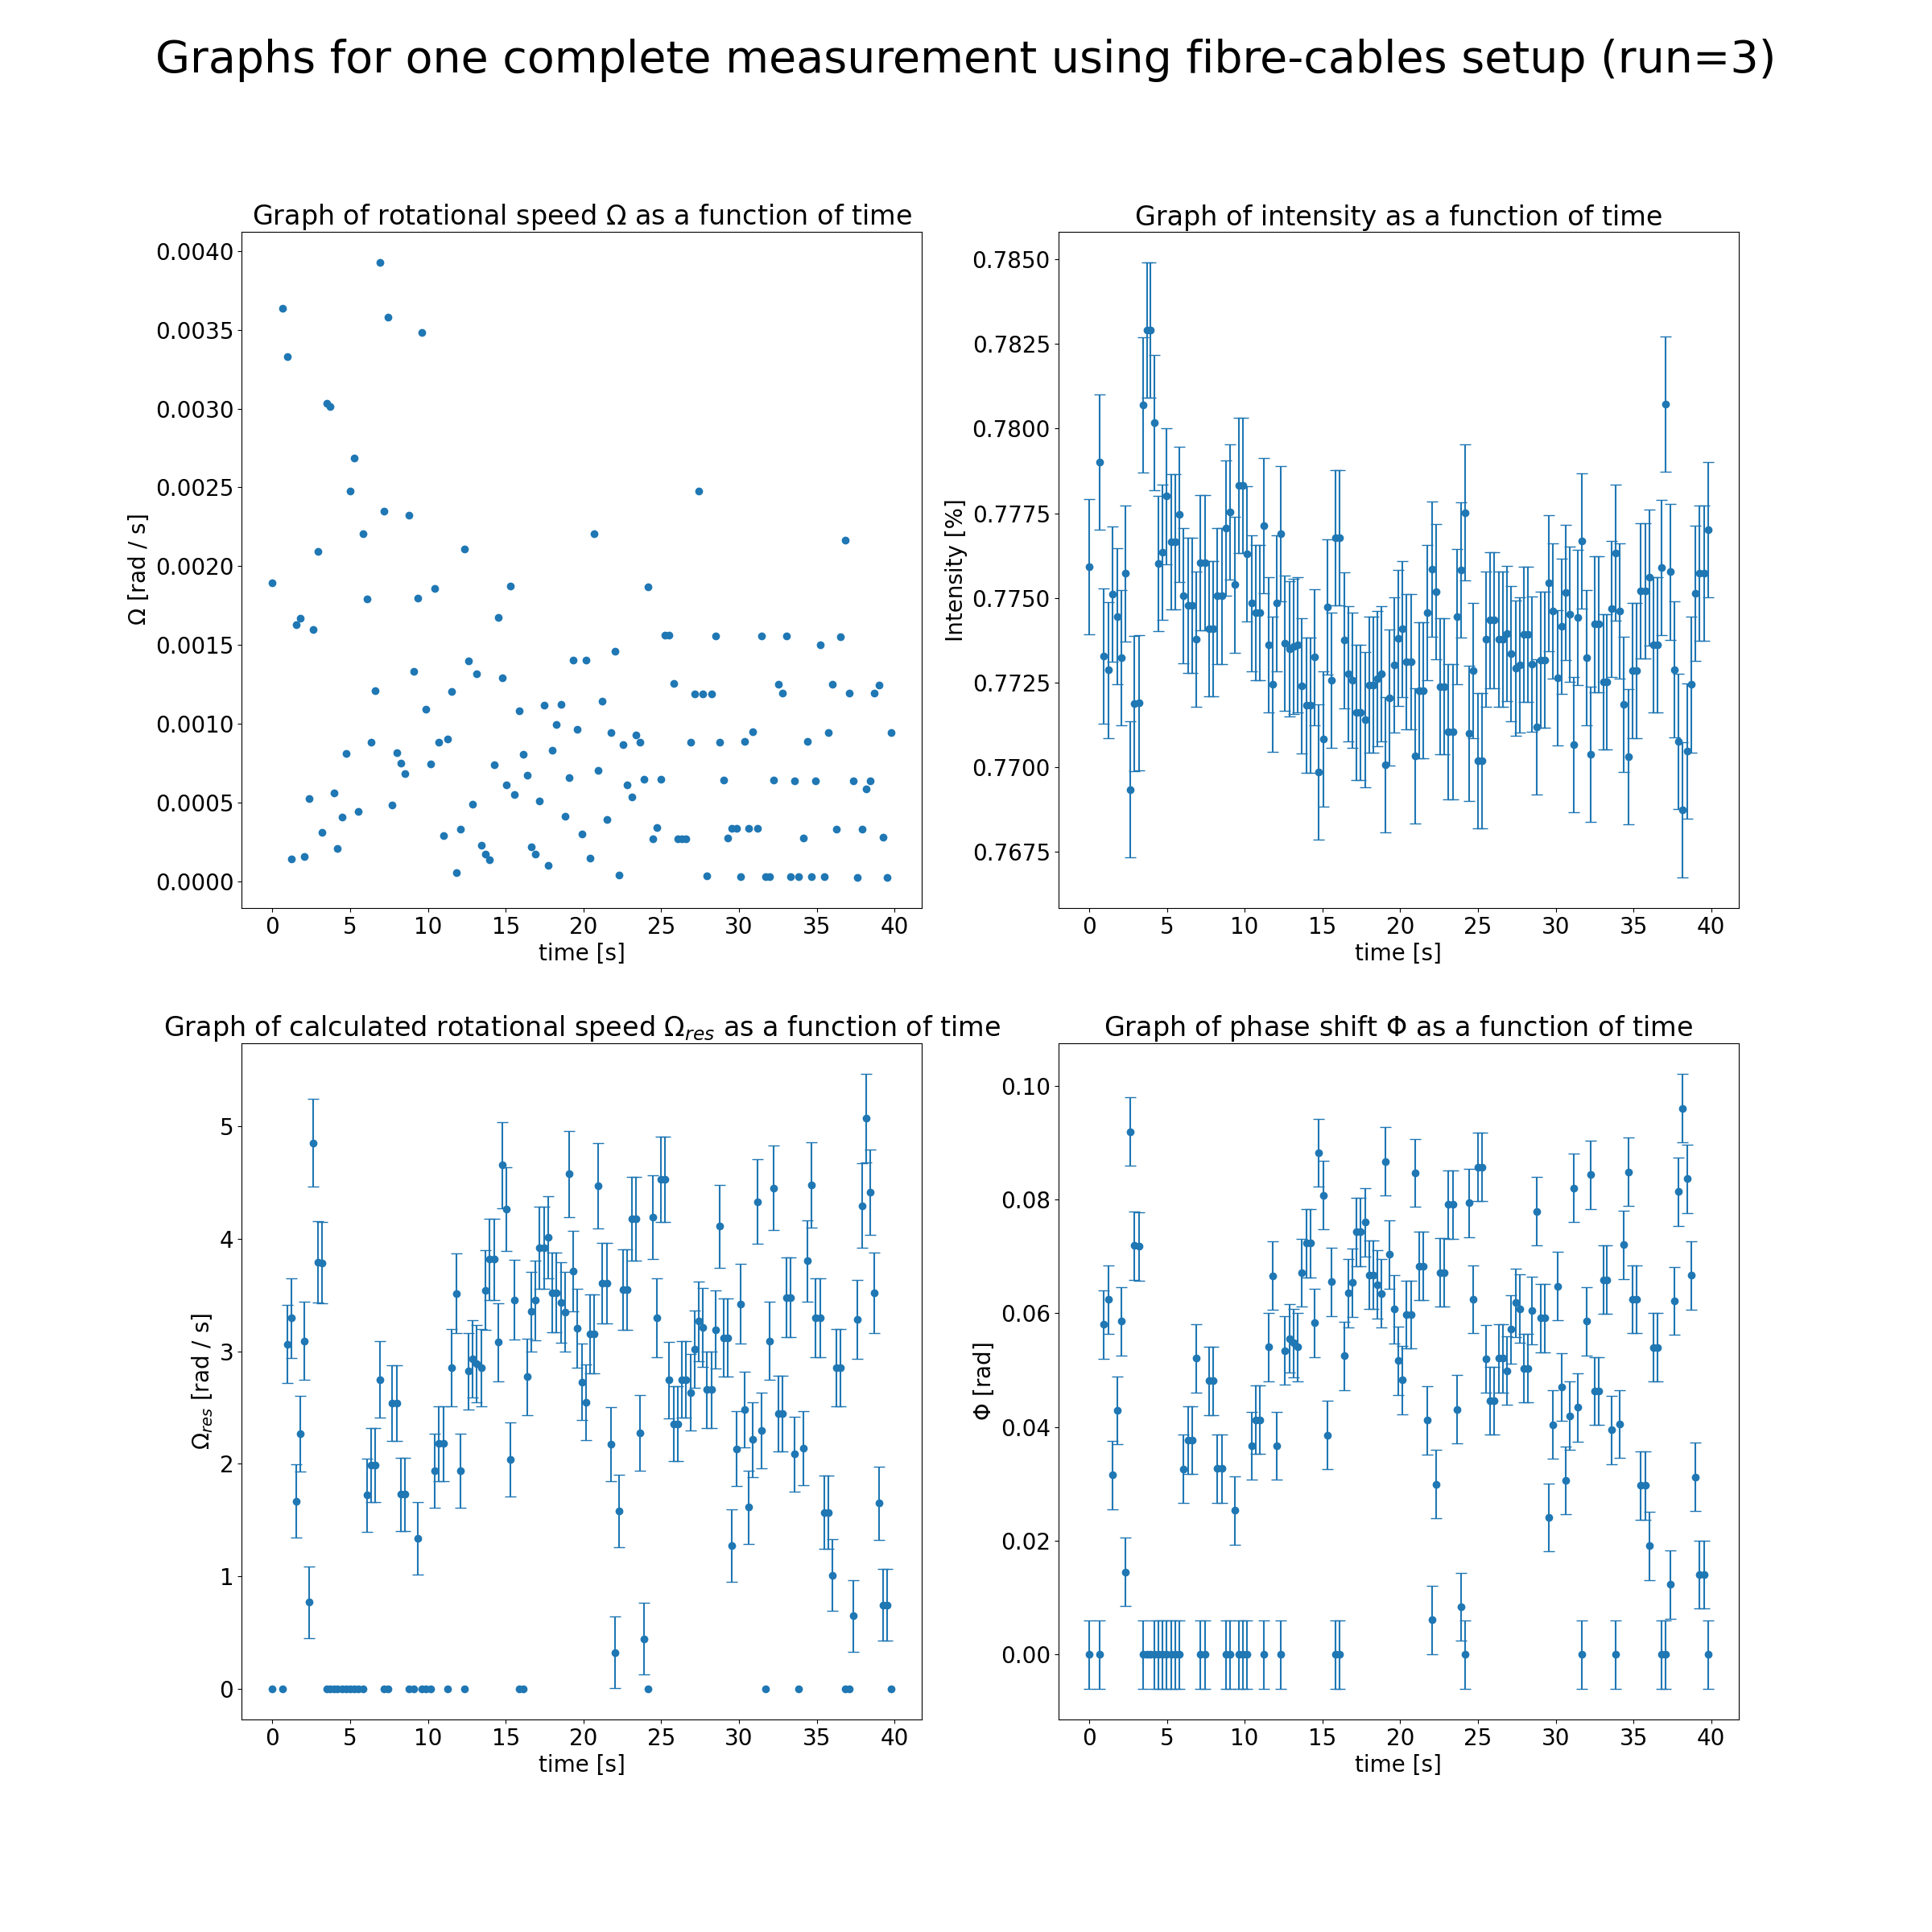 Graphs for one complete measurement using fibre-cables setup (run=3)
Graph of rotational speed Ω as a function of time
0.0040
0.0035
0.0030
0.0025
0.0020
0.0015
0.0010
0.0005
0.0000
Ω [rad / s]
0 5 10 15 20 25 30 35 40
time [s]
Graph of intensity as a function of time
0.7850
0.7825
0.7800
0.7775
0.7750
0.7725
0.7700
0.7675
Intensity [%]
0 5 10 15 20 25 30 35 40
time [s]
Graph of calculated rotational speed Ωres as a function of time
5
4
3
2
1
0
Ωres [rad / s]
0 5 10 15 20 25 30 35 40
time [s]
Graph of phase shift Φ as a function of time
0.10
0.08
0.06
0.04
0.02
0.00
Φ [rad]
0 5 10 15 20 25 30 35 40
time [s]